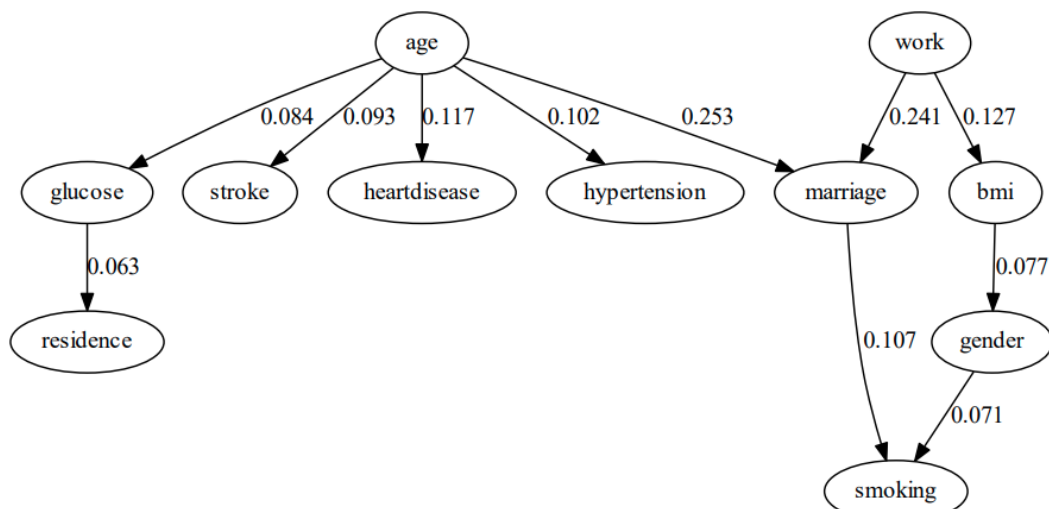 age work
0.084 0.093 0.117 0.102 0.253 0.241 0.127
glucose stroke heartdisease hypertension marriage bmi
0.063 0.077
residence 0.107 gender
0.071
smoking